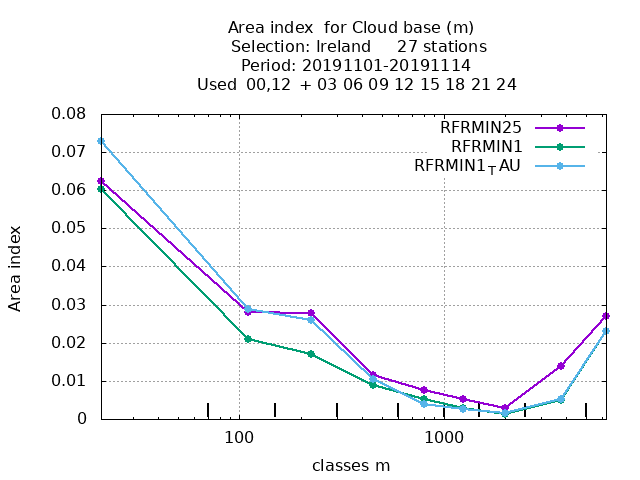 Area index  for Cloud base (m)
Selection: Ireland     27 stations
Period: 20191101-20191114
Used  00,12  + 03 06 09 12 15 18 21 24
0.08
0.07
0.06
0.05
0.04
0.03
0.02
0.01
0
Area index
RFRMIN25
RFRMIN1
RFRMIN1TAU
100
1000
classes m